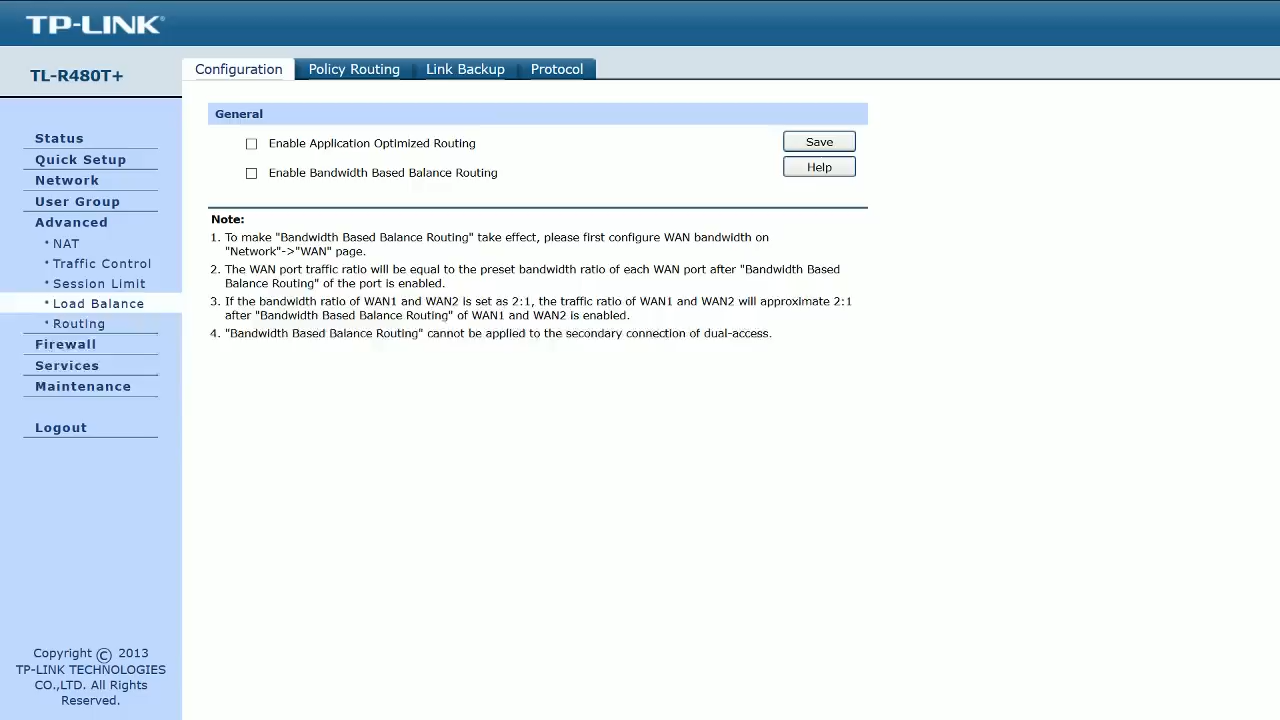 TP-LINK®
TL-R480T+
Configuration Policy Routing Link Backup Protocol
Status
Quick Setup
Network
User Group
Advanced
• NAT
• Traffic Control
• Session Limit
• Load Balance
• Routing
Firewall
Services
Maintenance
Logout
Copyright © 2013
TP-LINK TECHNOLOGIES
CO.,LTD. All Rights
Reserved.
General
Enable Application Optimized Routing
Save
Enable Bandwidth Based Balance Routing
Help
Note:
1. To make "Bandwidth Based Balance Routing" take effect, please first configure WAN bandwidth on
"Network"->"WAN" page.
2. The WAN port traffic ratio will be equal to the preset bandwidth ratio of each WAN port after "Bandwidth Based
Balance Routing" of the port is enabled.
3. If the bandwidth ratio of WAN1 and WAN2 is set as 2:1, the traffic ratio of WAN1 and WAN2 will approximate 2:1
after "Bandwidth Based Balance Routing" of WAN1 and WAN2 is enabled.
4. "Bandwidth Based Balance Routing" cannot be applied to the secondary connection of dual-access.